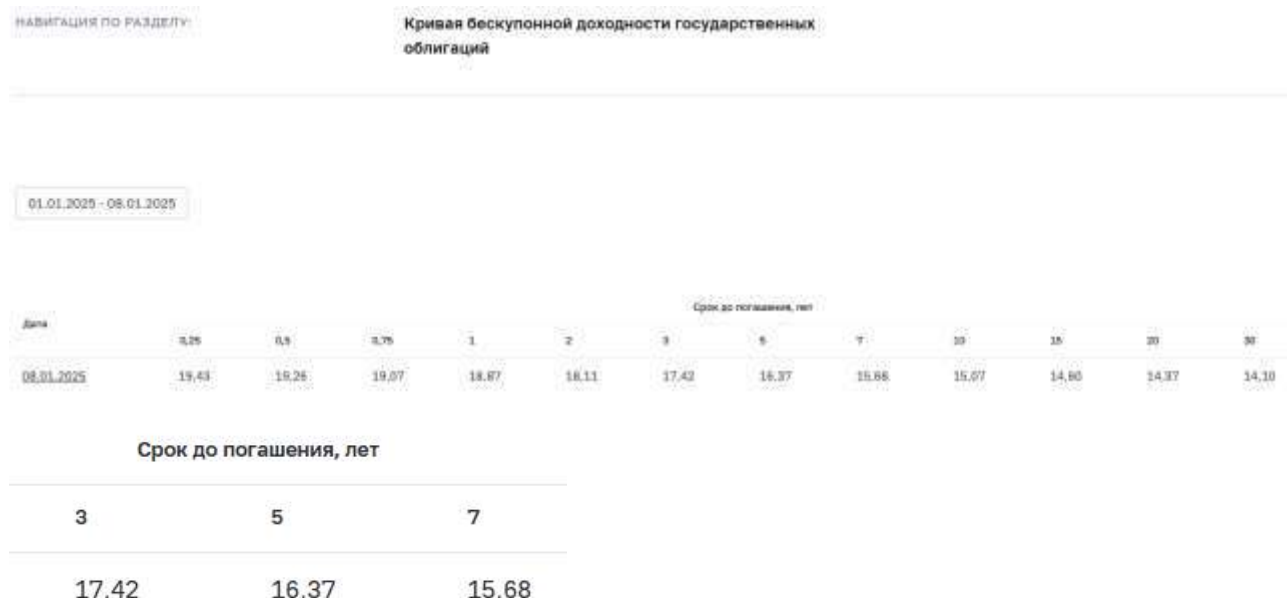 НАВИГАЦИЯ ПО РАЗДЕЛУ:
Кривая бескупонной доходности государственных
облигаций
01.01.2025 - 08.01.2025
Срок до погашения, лет
Дата
0,25 0,5 0,75 1 2 3 5 7 10 15 20 30
08.01.2025 19,43 19,26 19,07 18,87 18,11 17,42 16,37 15,68 15,07 14,60 14,37 14,10
Срок до погашения, лет
3 5 7
17,42 16,37 15,68